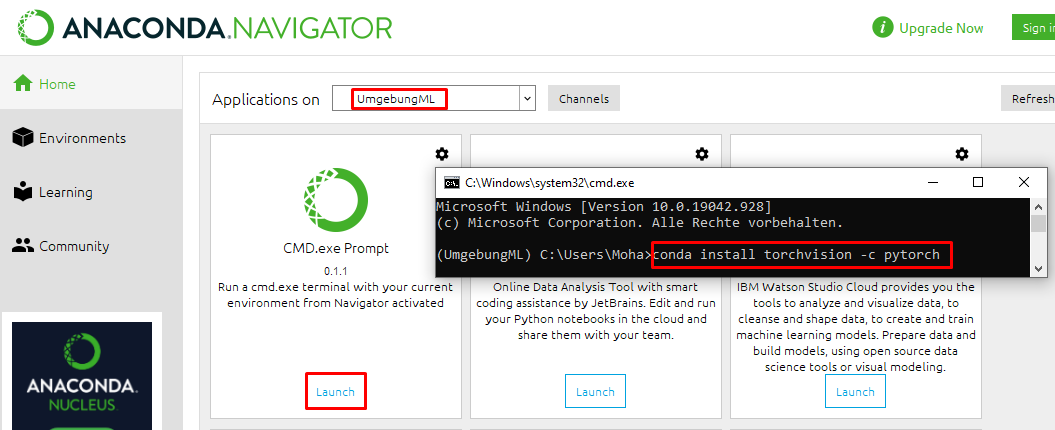 ANACONDA.NAVIGATOR
i Upgrade Now
Sign i
Home
Applications on UmgebungML Channels Refresh
Environments
Learning
Community
C:\Windows\system32\cmd.exe
Microsoft Windows [Version 10.0.19042.928]
(c) Microsoft Corporation. Alle Rechte vorbehalten.
(UmgebungML) C:\Users\Moha>conda install torchvision -c pytorch
CMD.exe Prompt
0.1.1
Run a cmd.exe terminal with your current
environment from Navigator activated
Launch
Online Data Analysis Tool with smart
coding assistance by JetBrains. Edit and run
your Python notebooks in the cloud and
share them with your team.
Launch
IBM Watson Studio Cloud provides you the
tools to analyze and visualize data, to
cleanse and shape data, to create and train
machine learning models. Prepare data and
build models, using open source data
science tools or visual modeling.
Launch
ANACONDA.
NUCLEUS